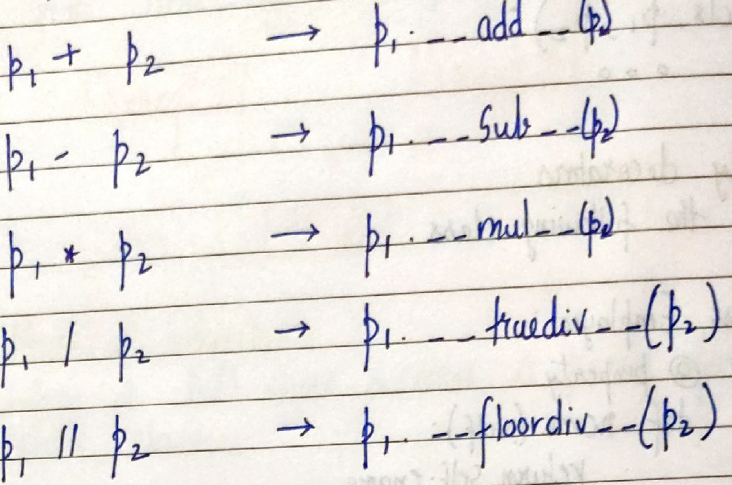 p₁ + p₂ → p₁.__add__(p₂)
p₁ - p₂ → p₁.__sub__(p₂)
p₁ * p₂ → p₁.__mul__(p₂)
p₁ / p₂ → p₁.__truediv__(p₂)
p₁ // p₂ → p₁.__floordiv__(p₂)